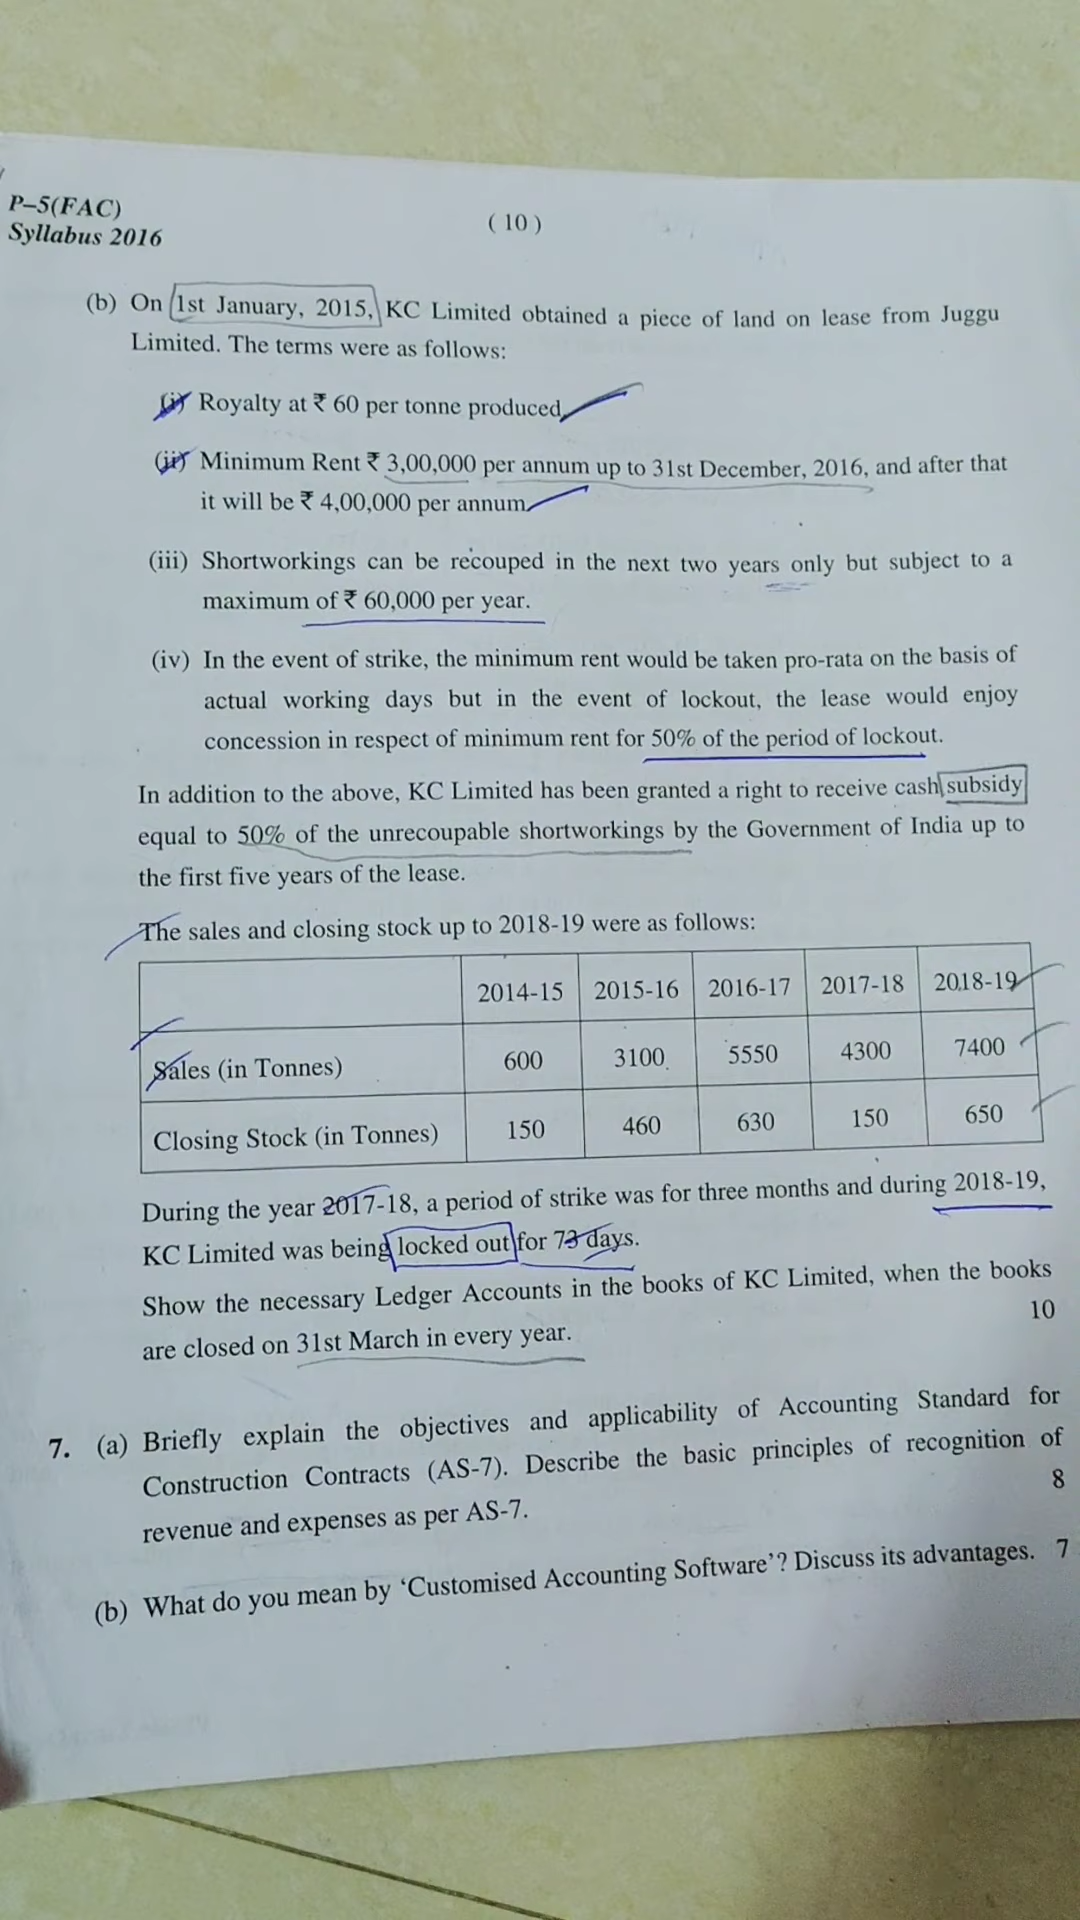 P–5(FAC)
Syllabus 2016
( 10 )
(b) On 1st January, 2015, KC Limited obtained a piece of land on lease from Juggu
Limited. The terms were as follows:
(i) Royalty at ₹ 60 per tonne produced
(ii) Minimum Rent ₹ 3,00,000 per annum up to 31st December, 2016, and after that
it will be ₹ 4,00,000 per annum
(iii) Shortworkings can be recouped in the next two years only but subject to a
maximum of ₹ 60,000 per year.
(iv) In the event of strike, the minimum rent would be taken pro-rata on the basis of
actual working days but in the event of lockout, the lease would enjoy
concession in respect of minimum rent for 50% of the period of lockout.
In addition to the above, KC Limited has been granted a right to receive cash subsidy
equal to 50% of the unrecoupable shortworkings by the Government of India up to
the first five years of the lease.
The sales and closing stock up to 2018-19 were as follows:
2014-15 2015-16 2016-17 2017-18 2018-19
Sales (in Tonnes) 600 3100 5550 4300 7400
Closing Stock (in Tonnes) 150 460 630 150 650
During the year 2017-18, a period of strike was for three months and during 2018-19,
KC Limited was being locked out for 73 days.
Show the necessary Ledger Accounts in the books of KC Limited, when the books
are closed on 31st March in every year. 10
7. (a) Briefly explain the objectives and applicability of Accounting Standard for
Construction Contracts (AS-7). Describe the basic principles of recognition of
revenue and expenses as per AS-7. 8
(b) What do you mean by ‘Customised Accounting Software’? Discuss its advantages. 7